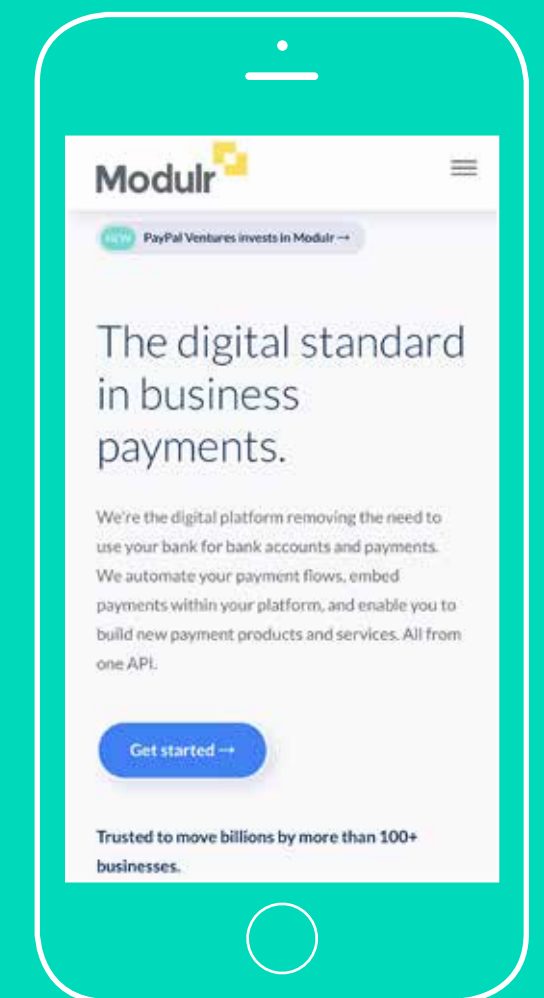 Modulr
NEW PayPal Ventures invests in Modulr →
The digital standard
in business
payments.
We're the digital platform removing the need to
use your bank for bank accounts and payments.
We automate your payment flows, embed
payments within your platform, and enable you to
build new payment products and services. All from
one API.
Get started →
Trusted to move billions by more than 100+
businesses.